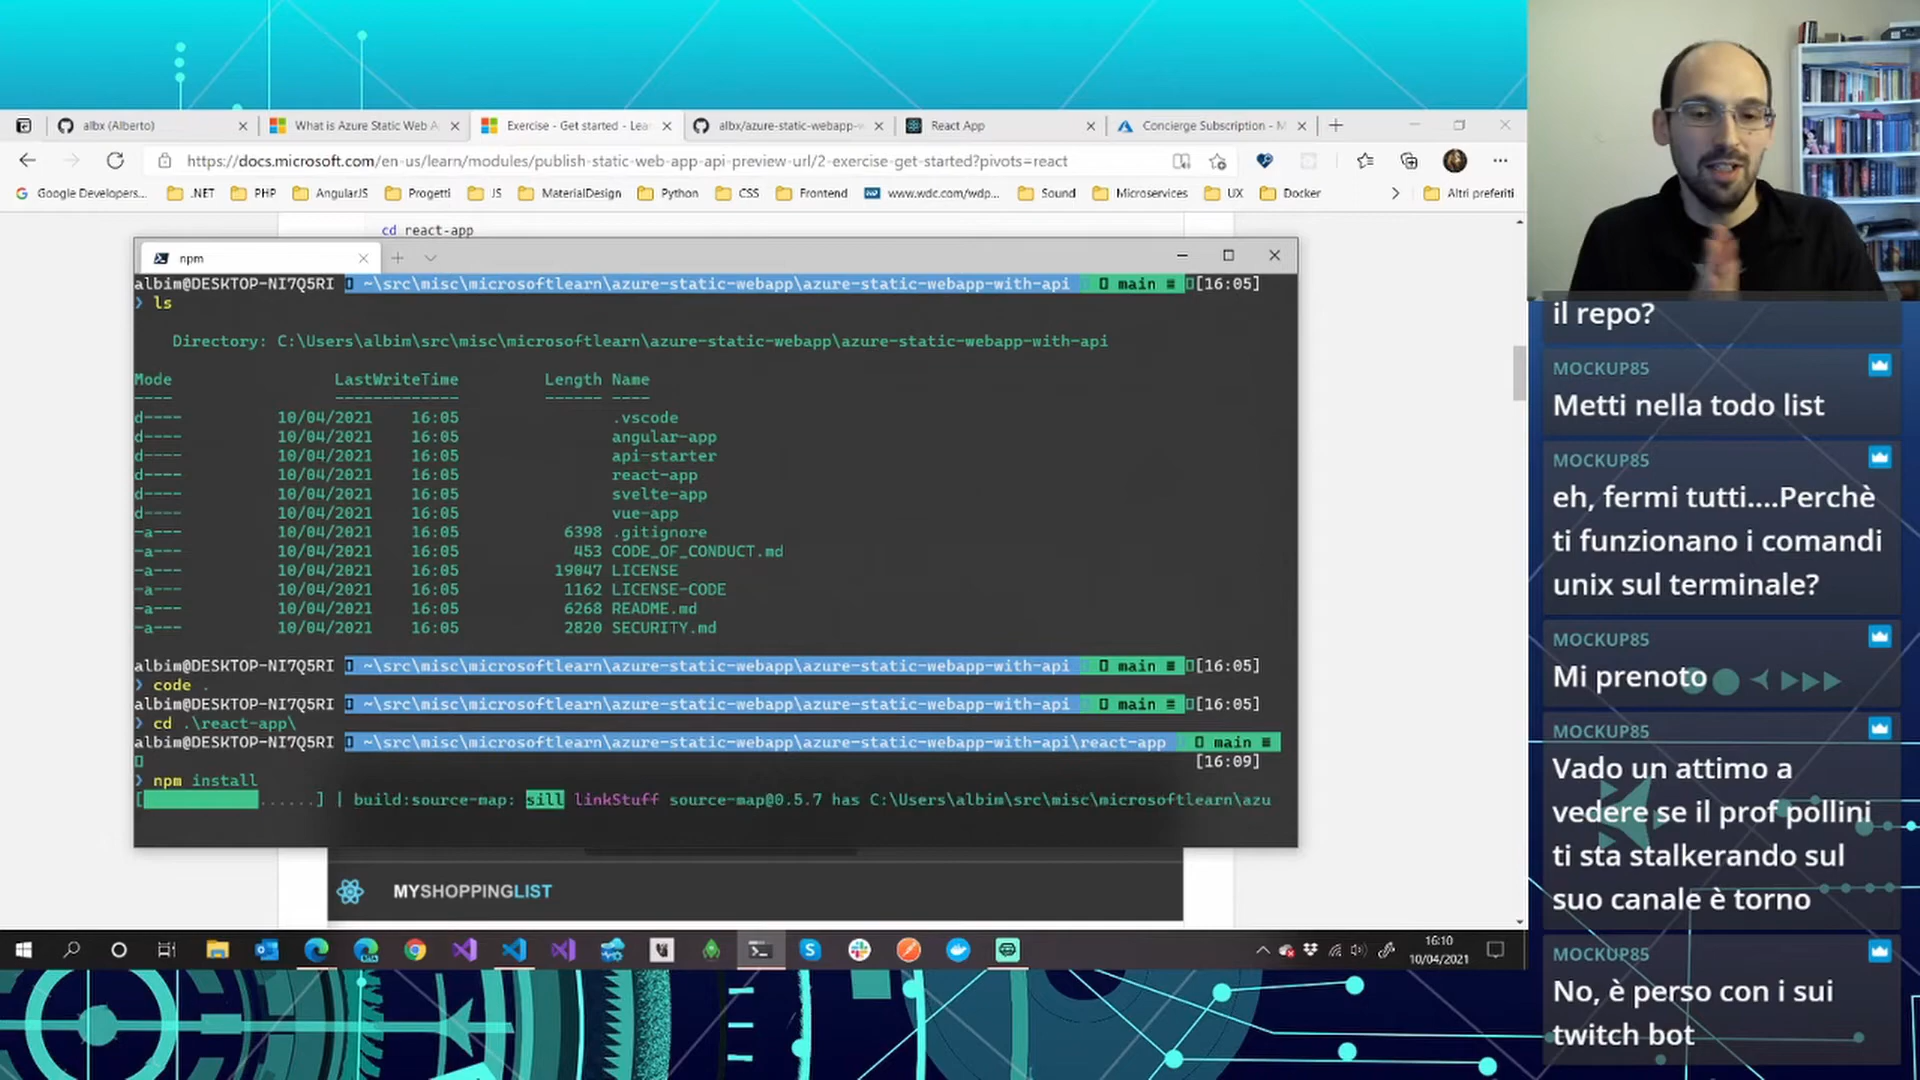 albx (Alberto)
What is Azure Static Web A
Exercise - Get started - Lea
albx/azure-static-webapp-w
React App
Concierge Subscription - M
https://docs.microsoft.com/en-us/learn/modules/publish-static-web-app-api-preview-url/2-exercise-get-started?pivots=react
Google Developers...
.NET
PHP
AngularJS
Progetti
JS
MaterialDesign
Python
CSS
Frontend
www.wdc.com/wdp...
Sound
Microservices
UX
Docker
Altri preferiti
cd react-app
npm
albim@DESKTOP-NI7Q5RI ~\src\misc\microsoftlearn\azure-static-webapp\azure-static-webapp-with-api main ≡ [16:05]
❯ ls
Directory: C:\Users\albim\src\misc\microsoftlearn\azure-static-webapp\azure-static-webapp-with-api
Mode LastWriteTime Length Name
---- ------------- ------ ----
d---- 10/04/2021 16:05 .vscode
d---- 10/04/2021 16:05 angular-app
d---- 10/04/2021 16:05 api-starter
d---- 10/04/2021 16:05 react-app
d---- 10/04/2021 16:05 svelte-app
d---- 10/04/2021 16:05 vue-app
-a--- 10/04/2021 16:05 6398 .gitignore
-a--- 10/04/2021 16:05 453 CODE_OF_CONDUCT.md
-a--- 10/04/2021 16:05 19047 LICENSE
-a--- 10/04/2021 16:05 1162 LICENSE-CODE
-a--- 10/04/2021 16:05 6268 README.md
-a--- 10/04/2021 16:05 2820 SECURITY.md
albim@DESKTOP-NI7Q5RI ~\src\misc\microsoftlearn\azure-static-webapp\azure-static-webapp-with-api main ≡ [16:05]
❯ code .
albim@DESKTOP-NI7Q5RI ~\src\misc\microsoftlearn\azure-static-webapp\azure-static-webapp-with-api main ≡ [16:05]
❯ cd .\react-app\
albim@DESKTOP-NI7Q5RI ~\src\misc\microsoftlearn\azure-static-webapp\azure-static-webapp-with-api\react-app main ≡
[16:09]
❯ npm install
[ ......] | build:source-map: sill linkStuff source-map@0.5.7 has C:\Users\albim\src\misc\microsoftlearn\azu
MYSHOPPINGLIST
16:10
10/04/2021
il repo?
MOCKUP85
Metti nella todo list
MOCKUP85
eh, fermi tutti....Perchè
ti funzionano i comandi
unix sul terminale?
MOCKUP85
Mi prenoto
MOCKUP85
Vado un attimo a
vedere se il prof pollini
ti sta stalkerando sul
suo canale è torno
MOCKUP85
No, è perso con i sui
twitch bot